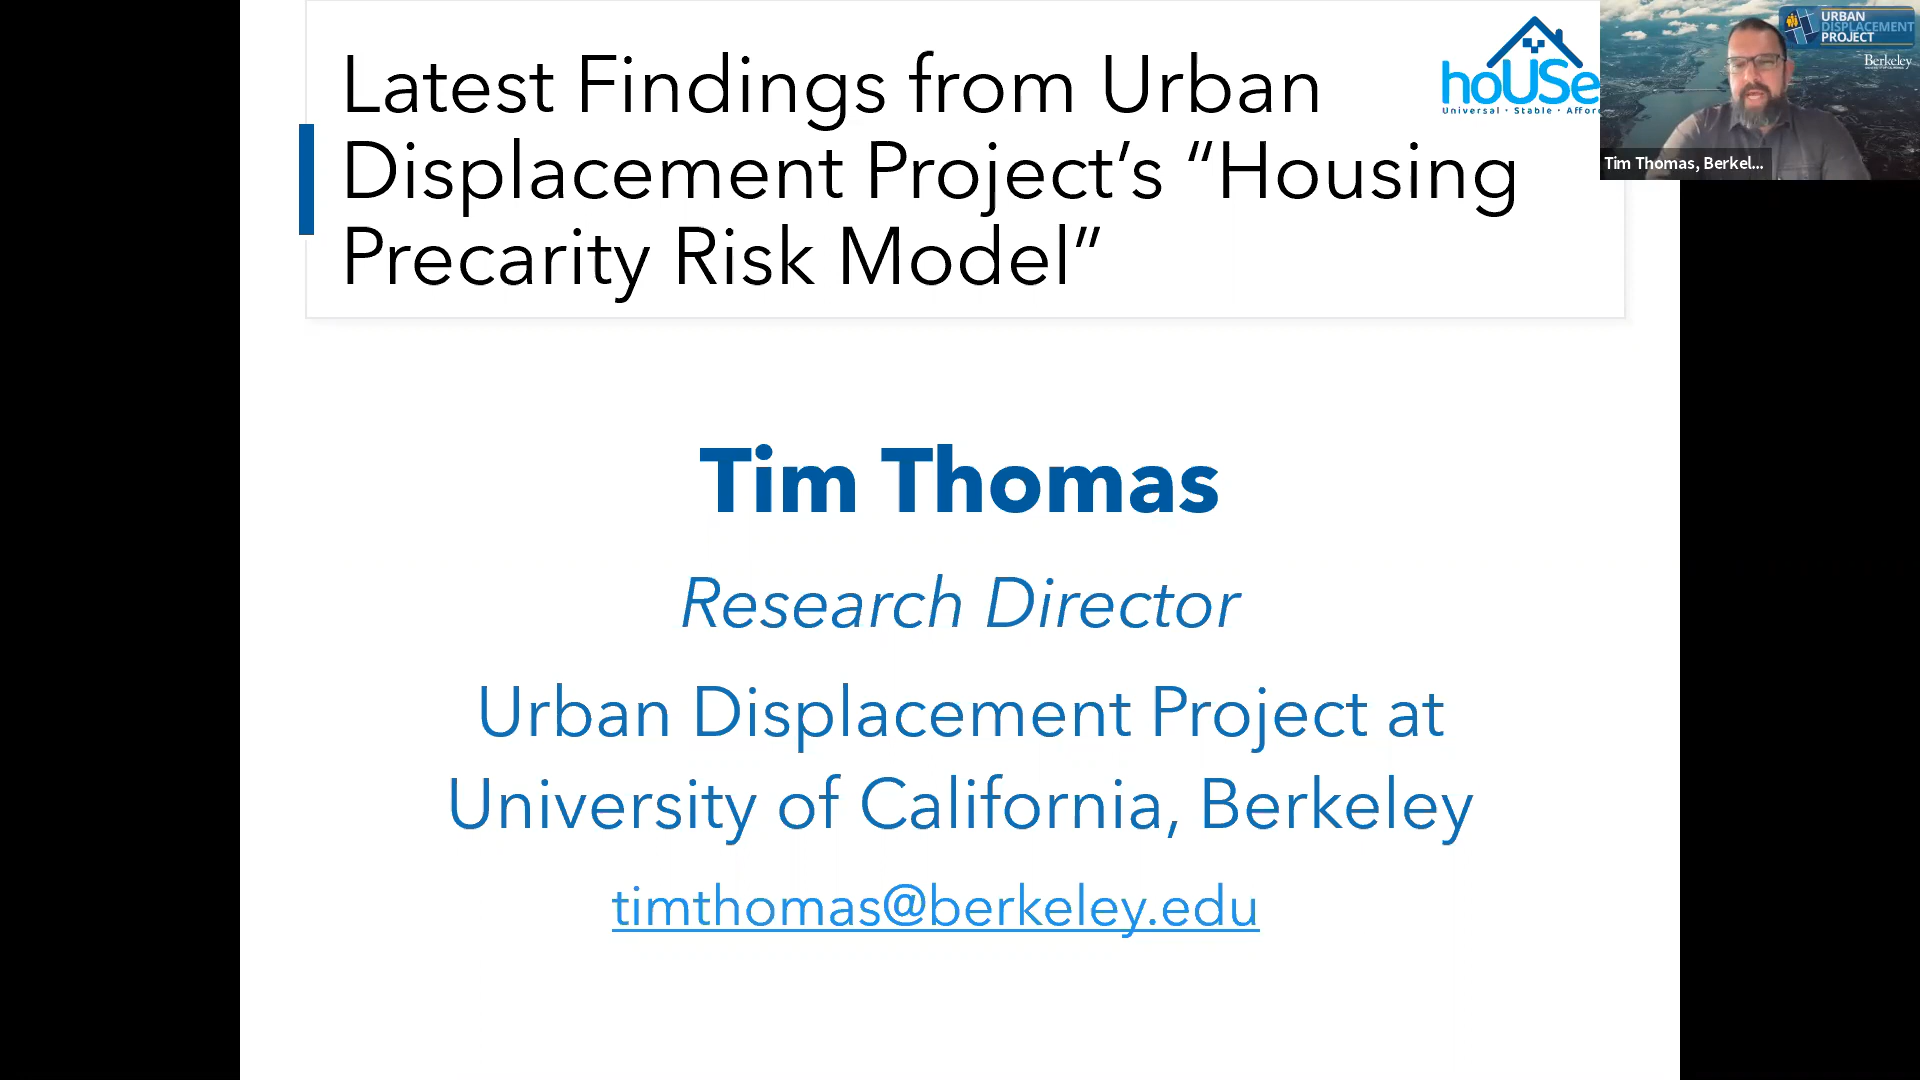 Latest Findings from Urban
Displacement Project’s “Housing
Precarity Risk Model”
hoUSe
Universal · Stable · Affor
URBAN
DISPLACEMENT
PROJECT
Berkeley
Tim Thomas, Berkel...
Tim Thomas
Research Director
Urban Displacement Project at
University of California, Berkeley
timthomas@berkeley.edu